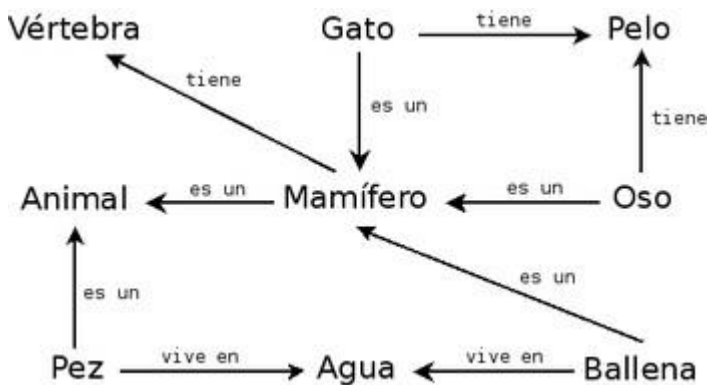 Vértebra
Gato
tiene
Pelo
tiene
es un
tiene
Animal
es un
Mamífero
es un
Oso
es un
es un
Pez
vive en
Agua
vive en
Ballena